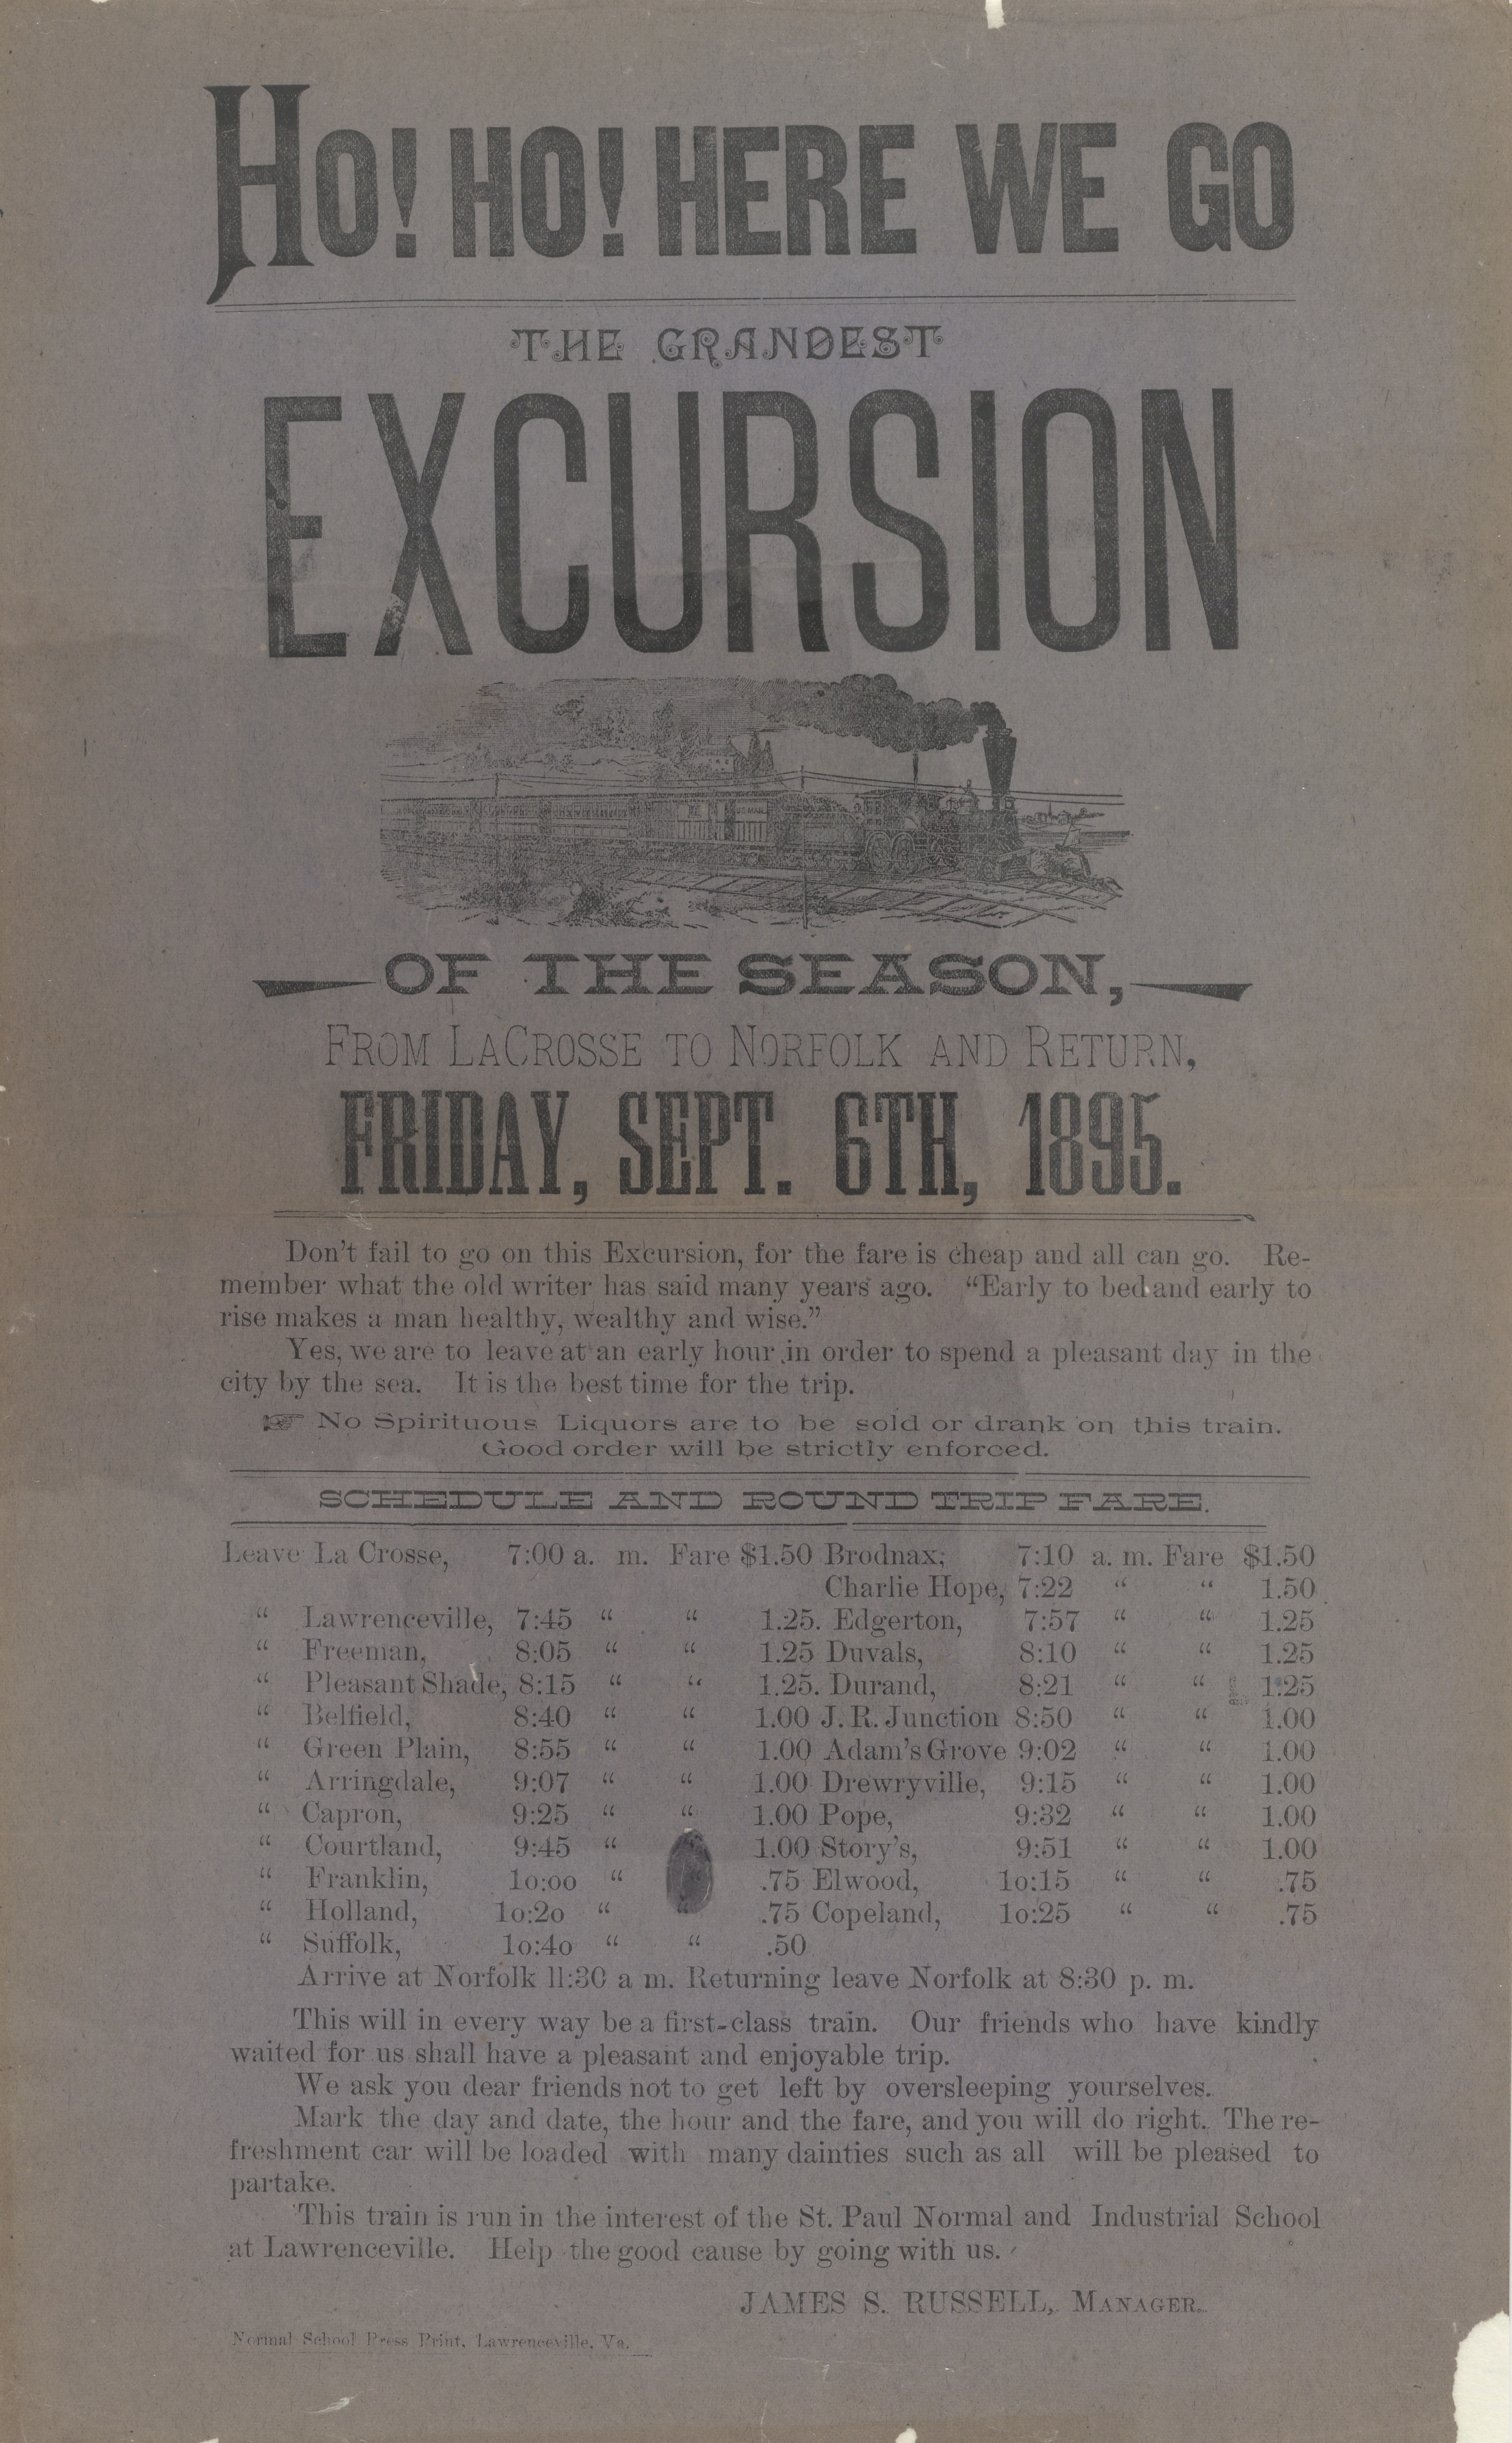 HO! HO! HERE WE GO
THE GRANDEST
EXCURSION
OF THE SEASON,
FROM LACROSSE TO NORFOLK AND RETURN,
FRIDAY, SEPT. 6TH, 1895.
Don't fail to go on this Excursion, for the fare is cheap and all can go. Re-
member what the old writer has said many years ago. "Early to bed and early to
rise makes a man healthy, wealthy and wise."
Yes, we are to leave at an early hour in order to spend a pleasant day in the
city by the sea. It is the best time for the trip.
☞ No Spirituous Liquors are to be sold or drank on this train.
Good order will be strictly enforced.
SCHEDULE AND ROUND TRIP FARE.
Leave La Crosse, 7:00 a. m. Fare $1.50 Brodnax, 7:10 a. m. Fare $1.50
Charlie Hope, 7:22 " " 1.50
" Lawrenceville, 7:45 " " 1.25. Edgerton, 7:57 " " 1.25
" Freeman, 8:05 " " 1.25 Duvals, 8:10 " " 1.25
" Pleasant Shade, 8:15 " " 1.25. Durand, 8:21 " " 1.25
" Belfield, 8:40 " " 1.00 J. R. Junction 8:50 " " 1.00
" Green Plain, 8:55 " " 1.00 Adam's Grove 9:02 " " 1.00
" Arringdale, 9:07 " " 1.00 Drewryville, 9:15 " " 1.00
" Capron, 9:25 " " 1.00 Pope, 9:32 " " 1.00
" Courtland, 9:45 " 1.00 Story's, 9:51 " " 1.00
" Franklin, 10:00 " .75 Elwood, 10:15 " " .75
" Holland, 10:20 " .75 Copeland, 10:25 " " .75
" Suffolk, 10:40 " " .50
Arrive at Norfolk 11:30 a m. Returning leave Norfolk at 8:30 p. m.
This will in every way be a first-class train. Our friends who have kindly
waited for us shall have a pleasant and enjoyable trip.
We ask you dear friends not to get left by oversleeping yourselves.
Mark the day and date, the hour and the fare, and you will do right. The re-
freshment car will be loaded with many dainties such as all will be pleased to
partake.
This train is run in the interest of the St. Paul Normal and Industrial School
at Lawrenceville. Help the good cause by going with us.
JAMES S. RUSSELL, MANAGER.
Normal School Press Print, Lawrenceville, Va.